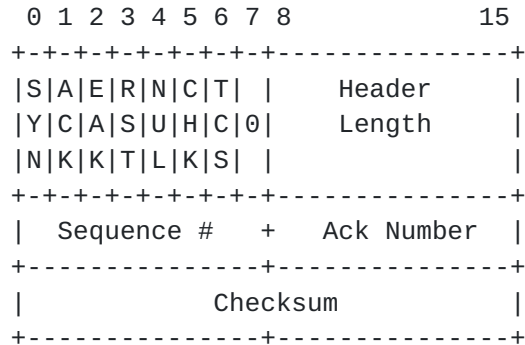 0 1 2 3 4 5 6 7 8            15
+-+-+-+-+-+-+-+-+---------------+
|S|A|E|R|N|C|T| |    Header     |
|Y|C|A|S|U|H|C|0|    Length     |
|N|K|K|T|L|K|S| |               |
+-+-+-+-+-+-+-+-+---------------+
|  Sequence #   +  Ack Number   |
+---------------+---------------+
|            Checksum           |
+---------------+---------------+